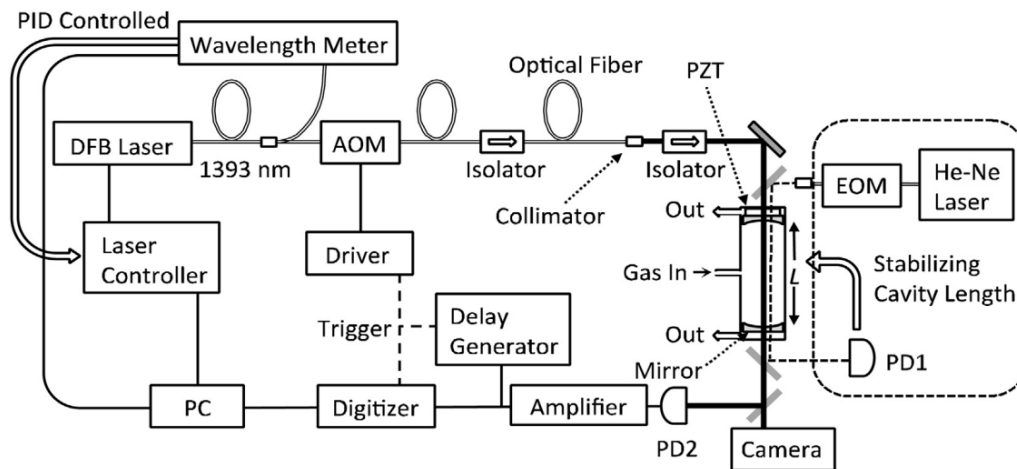 PID Controlled
Wavelength Meter
Optical Fiber
PZT
DFB Laser
1393 nm
AOM
Isolator
Collimator
Isolator
EOM
He-Ne
Laser
Out
Laser
Controller
Driver
Gas In
L
Stabilizing
Cavity Length
Trigger
Delay
Generator
Out
Mirror
PD1
PC
Digitizer
Amplifier
PD2
Camera